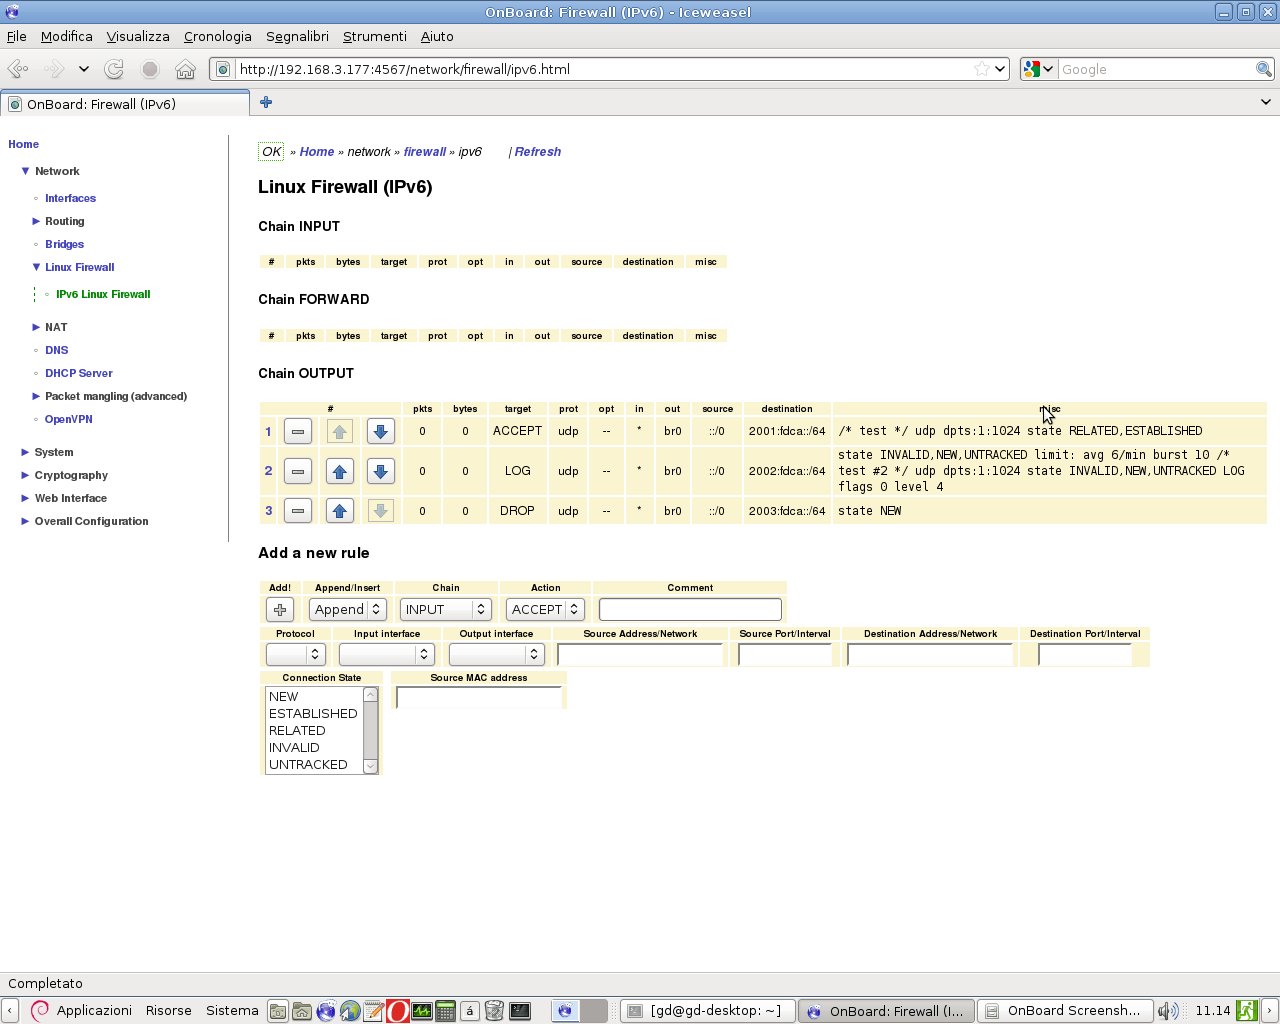 OnBoard: Firewall (IPv6) - Iceweasel
File Modifica Visualizza Cronologia Segnalibri Strumenti Aiuto
http://192.168.3.177:4567/network/firewall/ipv6.html
Google
OnBoard: Firewall (IPv6)
Home
Network
Interfaces
Routing
Bridges
Linux Firewall
IPv6 Linux Firewall
NAT
DNS
DHCP Server
Packet mangling (advanced)
OpenVPN
System
Cryptography
Web Interface
Overall Configuration
OK » Home » network » firewall » ipv6 | Refresh
Linux Firewall (IPv6)
Chain INPUT
# pkts bytes target prot opt in out source destination misc
Chain FORWARD
# pkts bytes target prot opt in out source destination misc
Chain OUTPUT
# pkts bytes target prot opt in out source destination misc
1 0 0 ACCEPT udp -- * br0 ::/0 2001:fdca::/64 /* test */ udp dpts:1:1024 state RELATED,ESTABLISHED
2 0 0 LOG udp -- * br0 ::/0 2002:fdca::/64 state INVALID,NEW,UNTRACKED limit: avg 6/min burst 10 /*
test #2 */ udp dpts:1:1024 state INVALID,NEW,UNTRACKED LOG
flags 0 level 4
3 0 0 DROP udp -- * br0 ::/0 2003:fdca::/64 state NEW
Add a new rule
Add! Append/Insert Chain Action Comment
Append INPUT ACCEPT
Protocol Input interface Output interface Source Address/Network Source Port/Interval Destination Address/Network Destination Port/Interval
Connection State Source MAC address
NEW
ESTABLISHED
RELATED
INVALID
UNTRACKED
Completato
Applicazioni Risorse Sistema á [gd@gd-desktop: ~] OnBoard: Firewall (I... OnBoard Screensh... 11.14